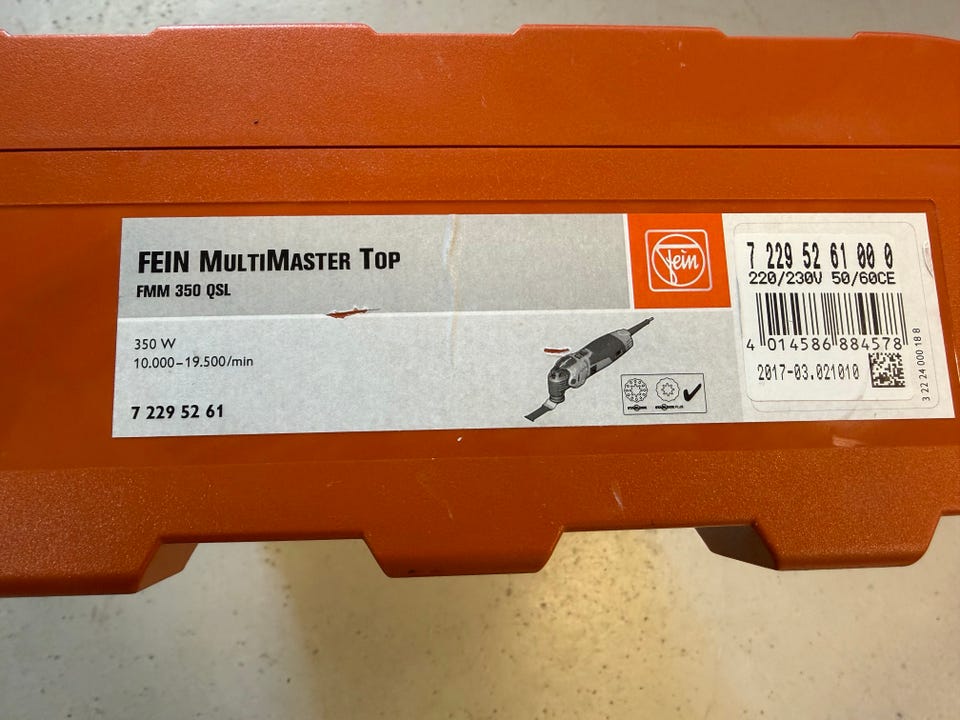 FEIN MULTIMASTER TOP
FMM 350 QSL
350 W
10.000–19.500/min
7 229 52 61
Fein
7 229 52 61 00 0
220/230V 50/60CE
4 014586 884578
2017-03.021010
3 22 24 000 18 8